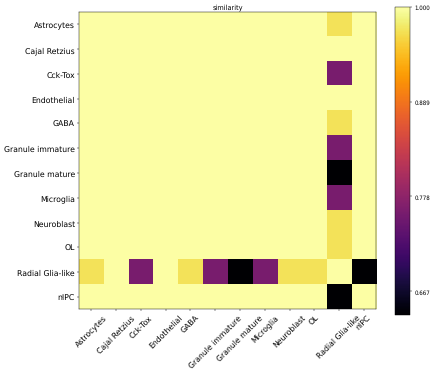 similarity
Astrocytes
Cajal Retzius
Cck-Tox
Endothelial
GABA
Granule immature
Granule mature
Microglia
Neuroblast
OL
Radial Glia-like
nIPC
Astrocytes
Cajal Retzius
Cck-Tox
Endothelial
GABA
Granule immature
Granule mature
Microglia
Neuroblast
OL
Radial Glia-like
nIPC
1.000
0.889
0.778
0.667